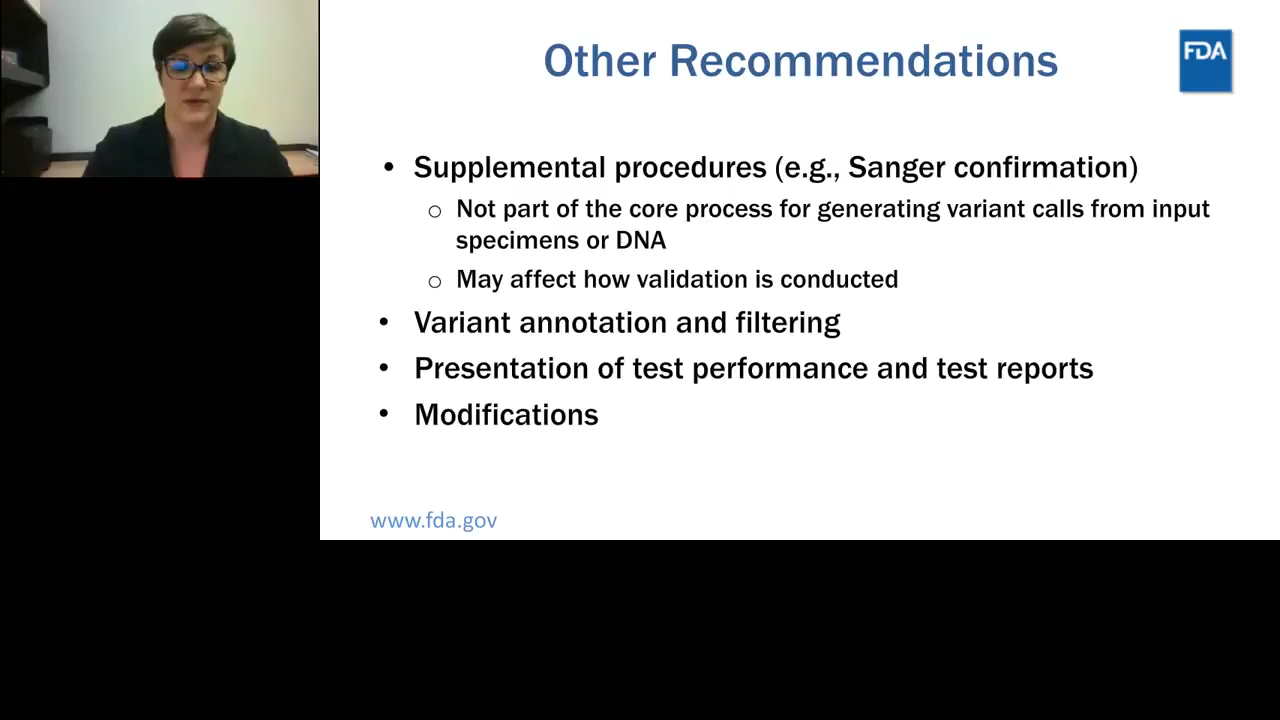 Other Recommendations
FDA
• Supplemental procedures (e.g., Sanger confirmation)
o Not part of the core process for generating variant calls from input
specimens or DNA
o May affect how validation is conducted
• Variant annotation and filtering
• Presentation of test performance and test reports
• Modifications
www.fda.gov